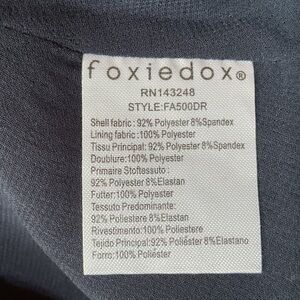 foxiedox®
RN143248
STYLE:FA500DR
Shell fabric: 92% Polyester 8%Spandex
Lining fabric:100% Polyester
Tissu Principal: 92% Polyester 8%Spandex
Doublure:100% Polyester
Primaire Stoftessuto:
92% Polyester 8%Elastan
Futter:100% Polyester
Tessuto Predominante:
92% Poliestere 8%Elastan
Rivestimento:100% Poliestere
Tejido Principal:92% Poliéster 8%Elastano
Forro:100% Poliéster